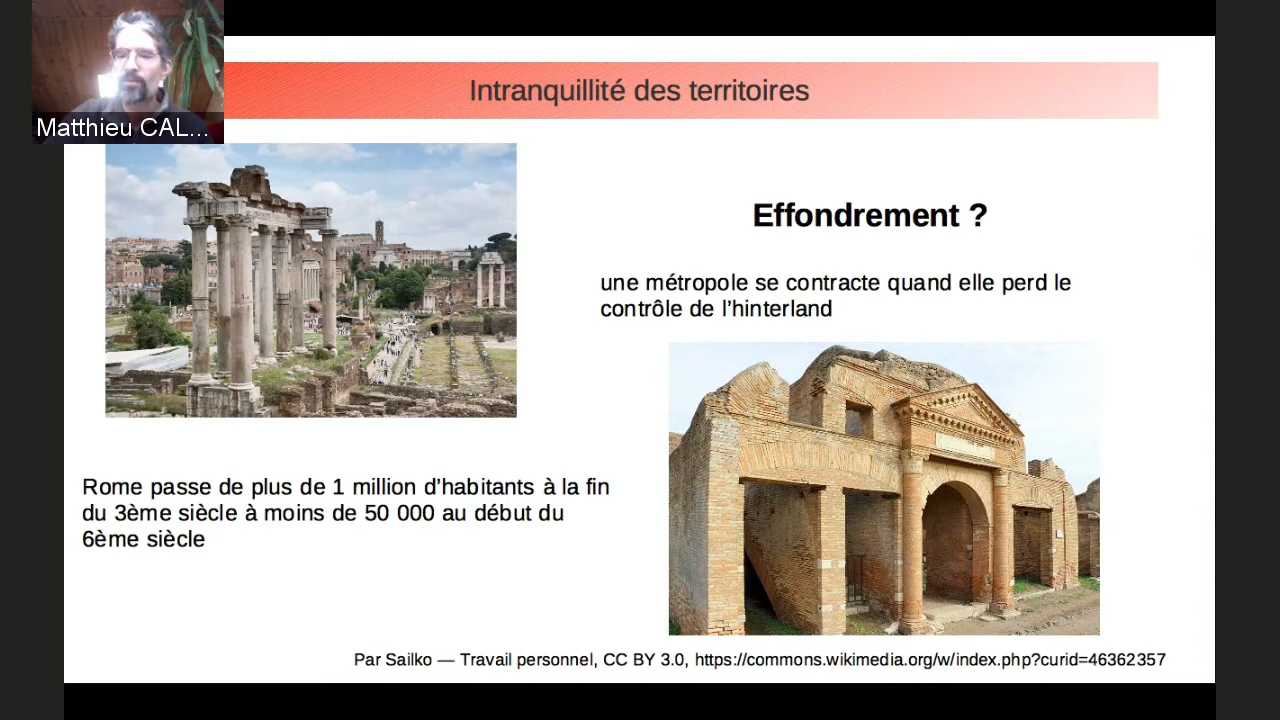 Matthieu CAL...
Intranquillité des territoires
Effondrement ?
une métropole se contracte quand elle perd le
contrôle de l'hinterland
Rome passe de plus de 1 million d'habitants à la fin
du 3ème siècle à moins de 50 000 au début du
6ème siècle
Par Sailko — Travail personnel, CC BY 3.0, https://commons.wikimedia.org/w/index.php?curid=46362357